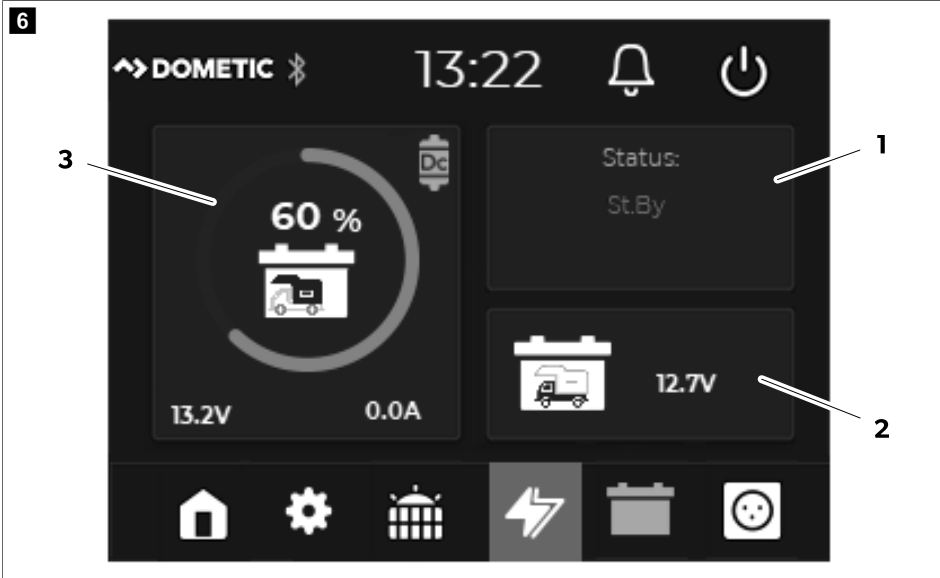 6
DOMETIC 13:22
3
60 %
Dc
13.2V 0.0A
1
Status:
St.By
12.7V
2